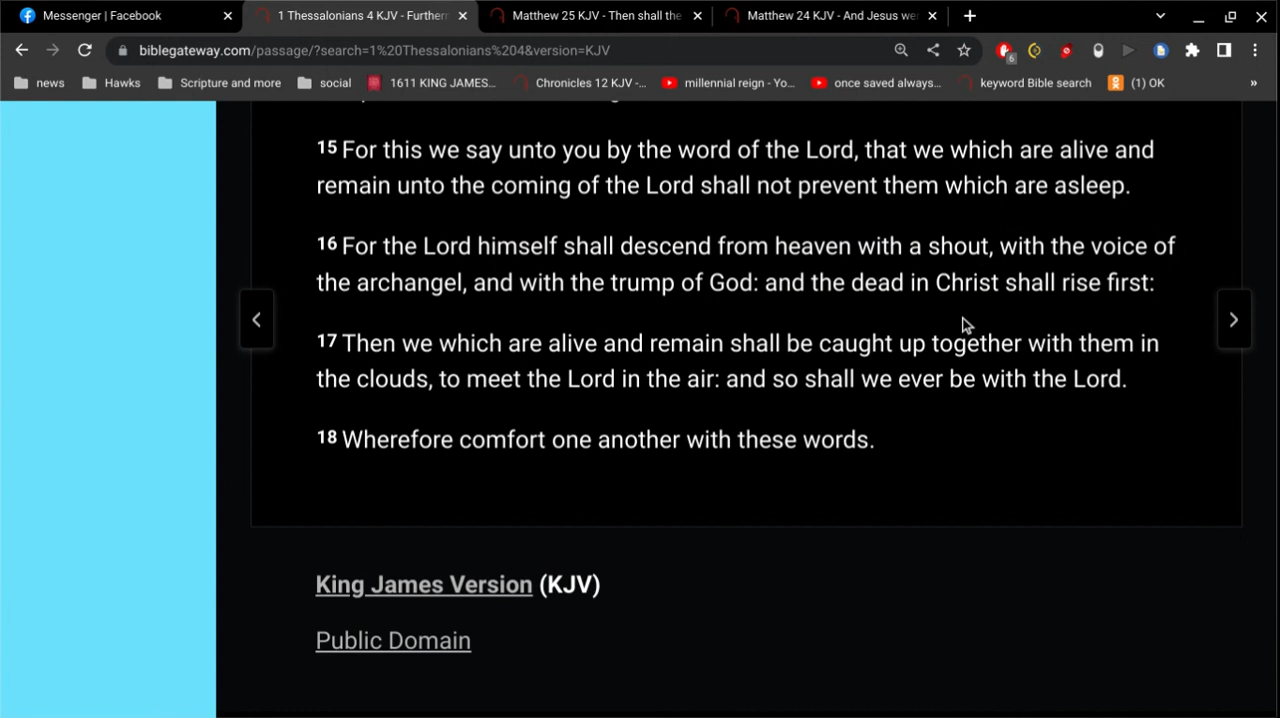 Messenger | Facebook
1 Thessalonians 4 KJV - Furtherm
Matthew 25 KJV - Then shall the
Matthew 24 KJV - And Jesus wen
biblegateway.com/passage/?search=1%20Thessalonians%204&version=KJV
6
news
Hawks
Scripture and more
social
1611 KING JAMES...
Chronicles 12 KJV -...
millennial reign - Yo...
once saved always...
keyword Bible search
(1) OK
»
15 For this we say unto you by the word of the Lord, that we which are alive and
remain unto the coming of the Lord shall not prevent them which are asleep.
16 For the Lord himself shall descend from heaven with a shout, with the voice of
the archangel, and with the trump of God: and the dead in Christ shall rise first:
17 Then we which are alive and remain shall be caught up together with them in
the clouds, to meet the Lord in the air: and so shall we ever be with the Lord.
18 Wherefore comfort one another with these words.
King James Version (KJV)
Public Domain